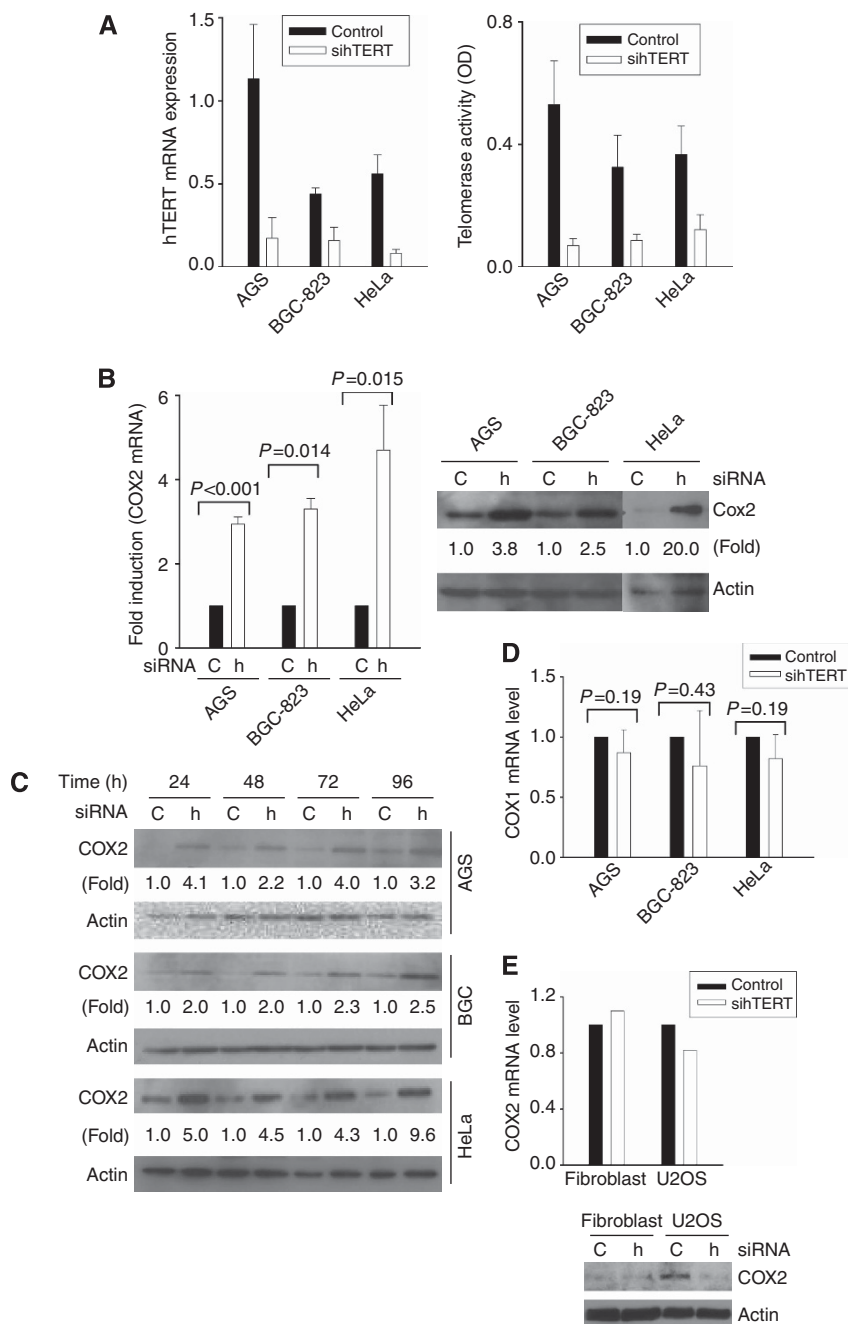 A
hTERT mRNA expression
1.5
1.0
0.5
0.0
Control
sihTERT
AGS
BGC-823
HeLa
Telomerase activity (OD)
0.8
0.4
0.0
Control
sihTERT
AGS
BGC-823
HeLa
B
Fold induction (COX2 mRNA)
6
4
2
0
P<0.001
P=0.014
P=0.015
siRNA C h C h C h
AGS
BGC-823
HeLa
AGS
BGC-823
HeLa
C h C h C h siRNA
Cox2
1.0 3.8 1.0 2.5 1.0 20.0 (Fold)
Actin
C
Time (h) 24 48 72 96
siRNA C h C h C h C h
COX2
(Fold) 1.0 4.1 1.0 2.2 1.0 4.0 1.0 3.2
Actin
AGS
COX2
(Fold) 1.0 2.0 1.0 2.0 1.0 2.3 1.0 2.5
Actin
BGC
COX2
(Fold) 1.0 5.0 1.0 4.5 1.0 4.3 1.0 9.6
Actin
HeLa
D
COX1 mRNA level
1.5
1.0
0.5
0.0
Control
sihTERT
P=0.19
P=0.43
P=0.19
AGS
BGC-823
HeLa
E
COX2 mRNA level
1.2
0.8
0.4
0.0
Control
sihTERT
Fibroblast U2OS
Fibroblast U2OS
C h C h siRNA
COX2
Actin